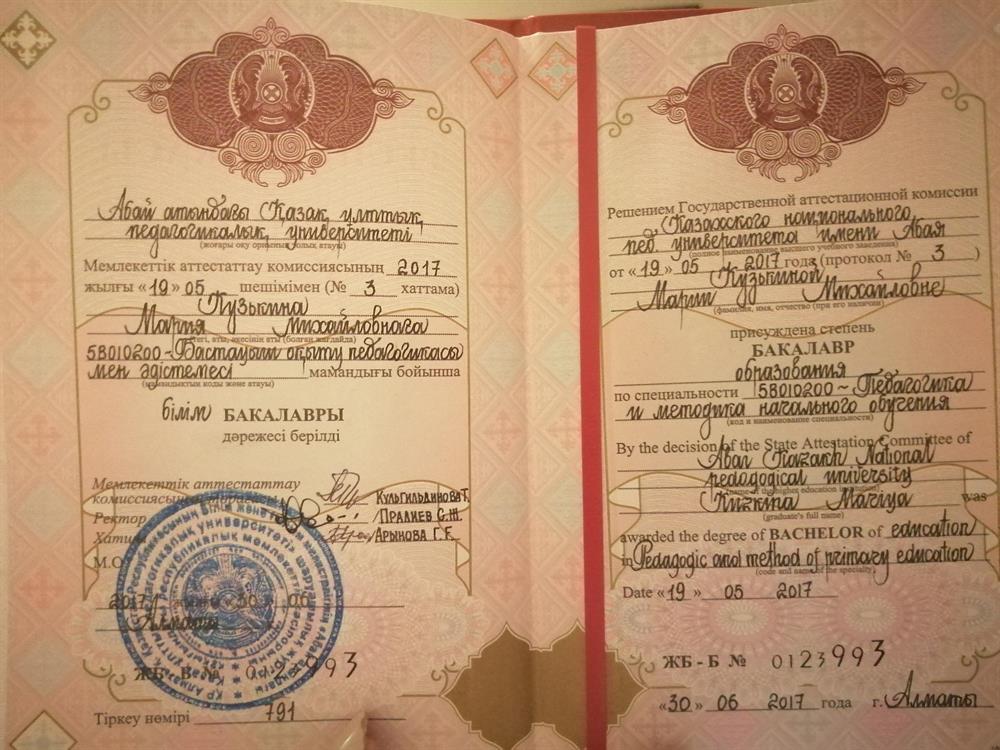 Абай атындағы Қазақ ұлттық
педагогикалық университеті
(жоғары оқу орнының толық атауы)
Мемлекеттік аттестаттау комиссиясының 2017
жылғы «19» 05 шешімімен (№ 3 хаттама)
Кузькина
Мария Михайловнаға
(тегі, аты, әкесінің аты (болған жағдайда)
5В010200 - Бастауыш оқыту педагогикасы
мен әдістемесі мамандығы бойынша
(мамандықтың коды және атауы)
білім БАКАЛАВРЫ
дәрежесі берілді
Мемлекеттік аттестаттау
комиссиясының төрағасы Кульгильдинова Т.
Ректор Пралиев С.Ж.
Хатшы Арынова Г.Е.
М.О.
2017 «30» 06
Алматы
ЖБ - Б № 0123993
Тіркеу нөмірі 791
Решением Государственной аттестационной комиссии
Казахского национального
пед. университета имени Абая
(полное наименование высшего учебного заведения)
от «19» 05 2017 года (протокол № 3 )
Кузькиной
Марии Михайловне
(фамилия, имя, отчество (при его наличии)
присуждена степень
БАКАЛАВР
образования
по специальности 5В010200 - Педагогика
и методика начального обучения
(код и наименование специальности)
By the decision of the State Attestation Committee of
Abai Kazakh National
pedagogical university
(name of the higher education institution)
Kuzkina Mariya was
(graduate's full name)
awarded the degree of BACHELOR of education
in Pedagogic and method of primary education
(code and name of the specialty)
Date «19» 05 2017
ЖБ - Б № 0123993
«30» 06 2017 года г. Алматы